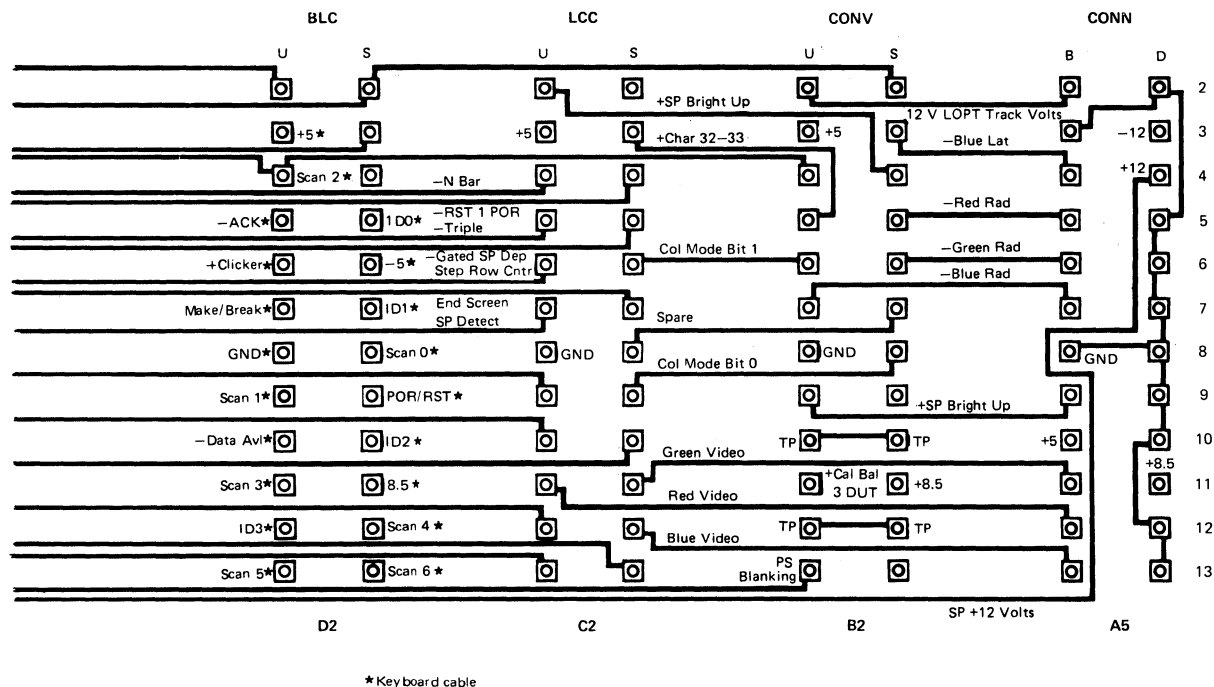 BLC LCC CONV CONN
U S U S U S B D
2
+SP Bright Up
12 V LOPT Track Volts
+5* +5 +Char 32–33 +5 –12 3
–Blue Lat
Scan 2* –N Bar +12 4
–ACK* 1D0* –RST 1 POR –Red Rad 5
–Triple
+Clicker* –5* –Gated SP Dep Col Mode Bit 1 –Green Rad 6
Step Row Cntr –Blue Rad
Make/Break* ID1* End Screen 7
SP Detect Spare
GND* Scan 0* GND GND GND 8
Col Mode Bit 0
Scan 1* POR/RST* 9
+SP Bright Up
–Data Avl* ID2* TP TP +5 10
Green Video +8.5
Scan 3* 8.5* +Cal Bal +8.5 11
3 DUT
Red Video
ID3* Scan 4* TP TP 12
Blue Video
Scan 5* Scan 6* PS 13
Blanking
SP +12 Volts
D2 C2 B2 A5
*Keyboard cable